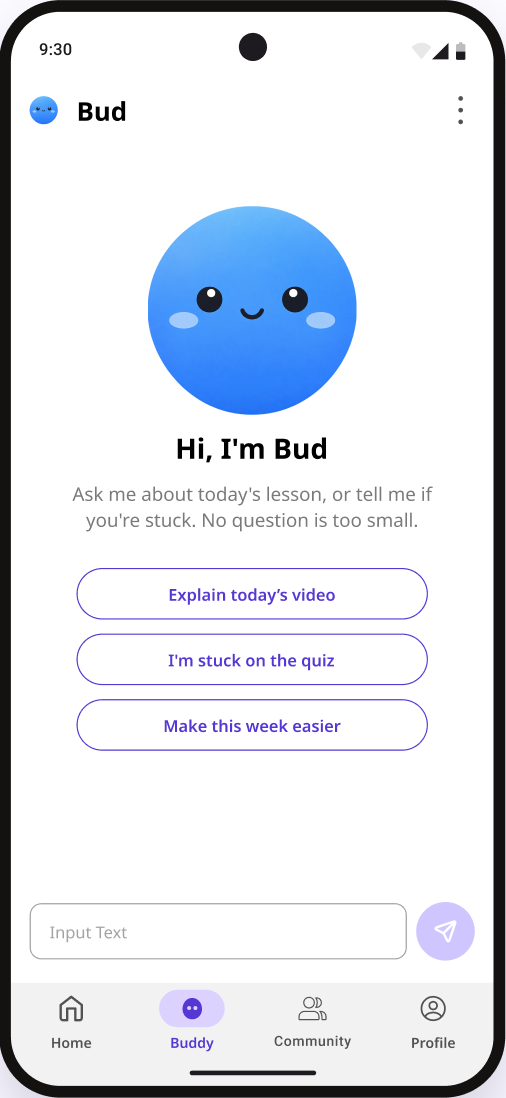 9:30
Bud
Hi, I'm Bud
Ask me about today's lesson, or tell me if
you're stuck. No question is too small.
Explain today’s video
I'm stuck on the quiz
Make this week easier
Input Text
Home
Buddy
Community
Profile